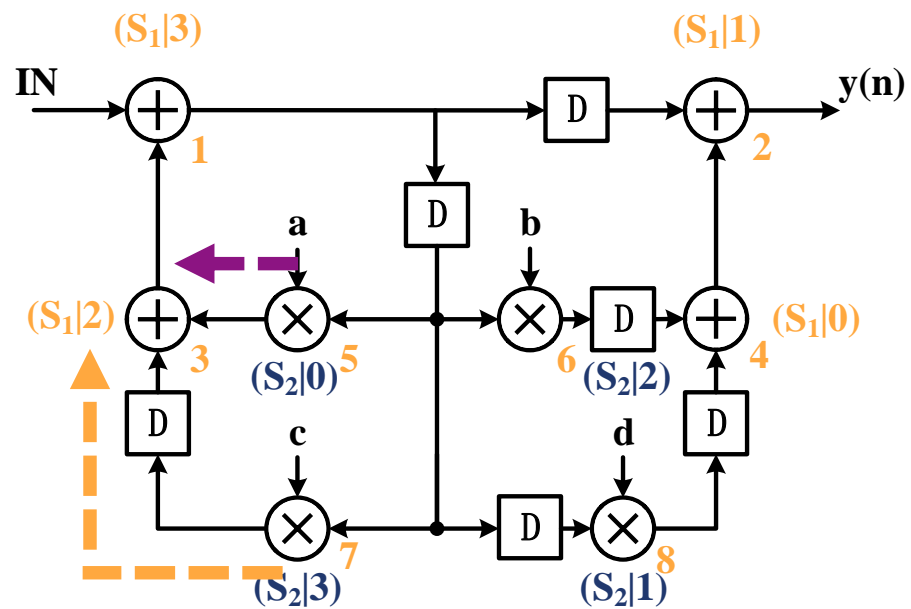 (S₁|3)
(S₁|1)
IN
y(n)
D
1
2
D
a
b
(S₁|2)
D
(S₁|0)
3
5
6
4
(S₂|0)
(S₂|2)
D
D
c
d
D
7
8
(S₂|3)
(S₂|1)